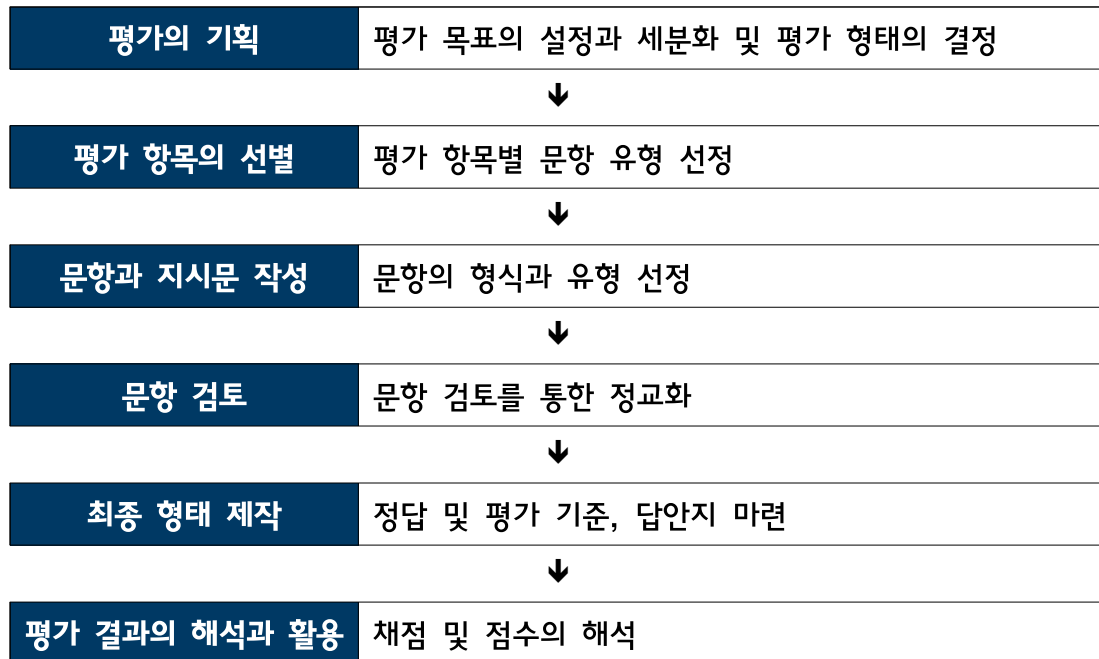 평가의 기획 평가 목표의 설정과 세분화 및 평가 형태의 결정
평가 항목의 선별 평가 항목별 문항 유형 선정
문항과 지시문 작성 문항의 형식과 유형 선정
문항 검토 문항 검토를 통한 정교화
최종 형태 제작 정답 및 평가 기준, 답안지 마련
평가 결과의 해석과 활용 채점 및 점수의 해석